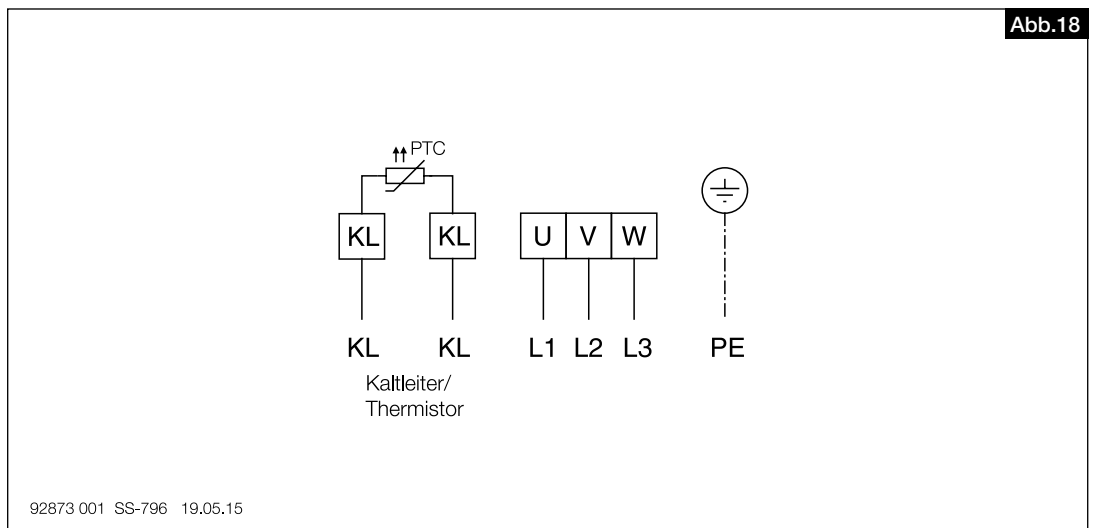 Abb.18
PTC
KL KL U V W
KL KL L1 L2 L3 PE
Kaltleiter/
Thermistor
92873 001 SS-796 19.05.15